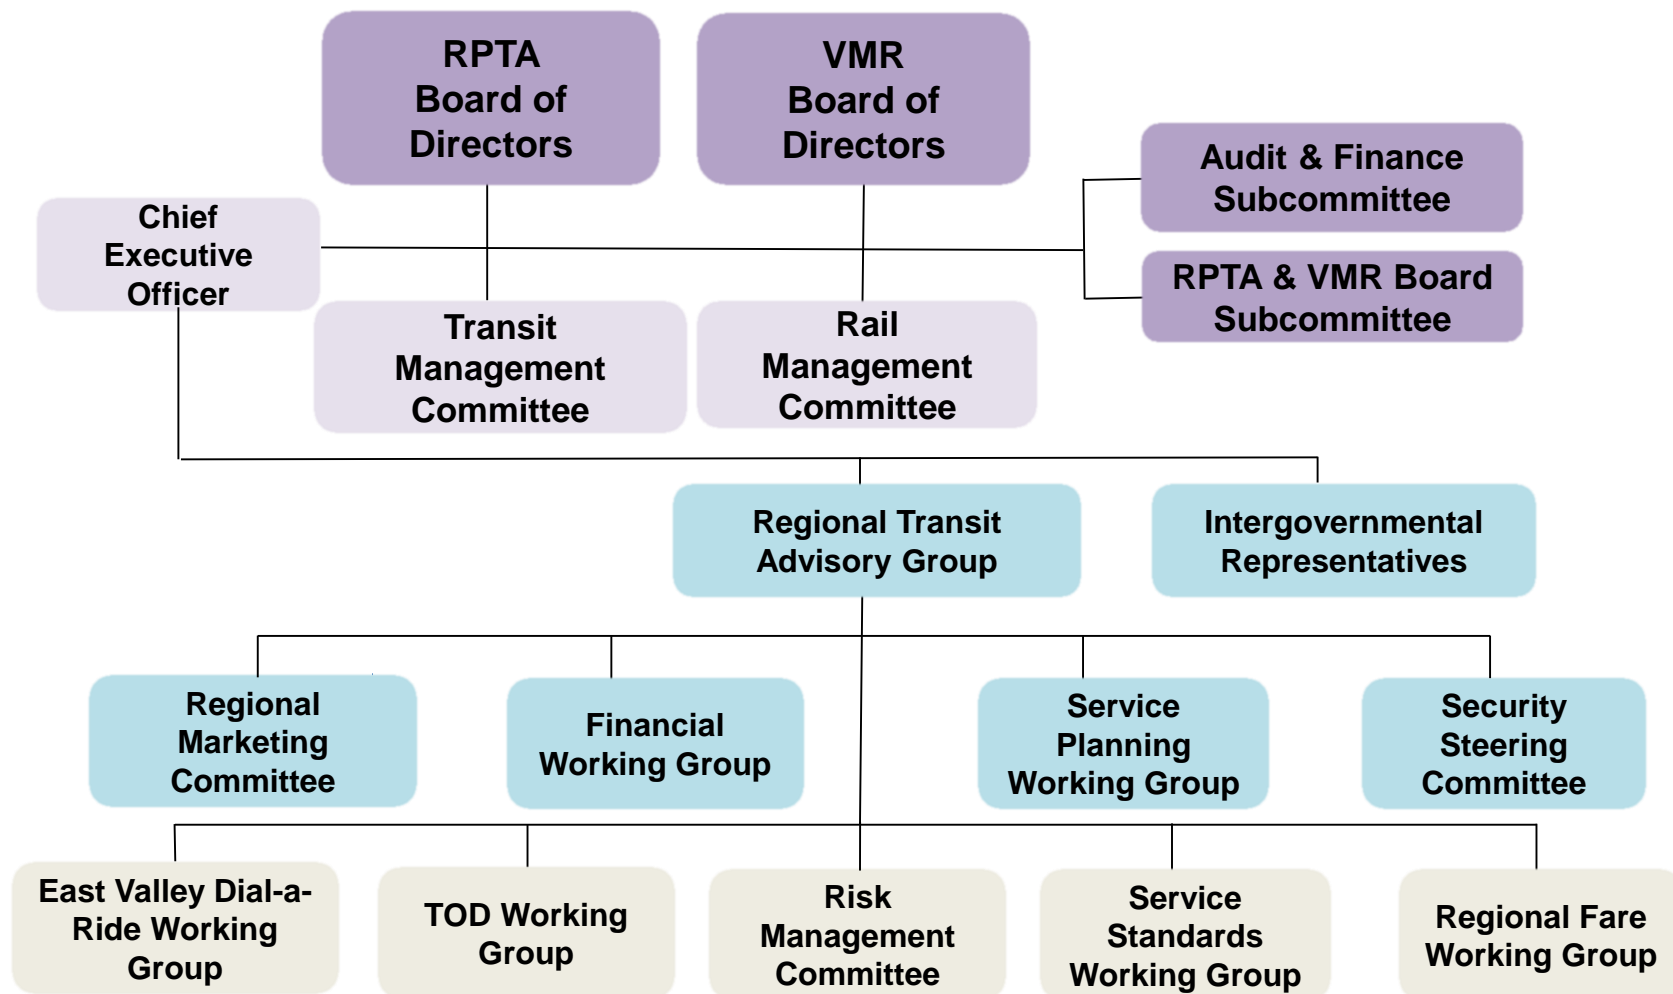 RPTA
Board of
Directors
VMR
Board of
Directors
Audit & Finance
Subcommittee
Chief
Executive
Officer
RPTA & VMR Board
Subcommittee
Transit
Management
Committee
Rail
Management
Committee
Regional Transit
Advisory Group
Intergovernmental
Representatives
Regional
Marketing
Committee
Financial
Working Group
Service
Planning
Working Group
Security
Steering
Committee
East Valley Dial-a-
Ride Working
Group
TOD Working
Group
Risk
Management
Committee
Service
Standards
Working Group
Regional Fare
Working Group